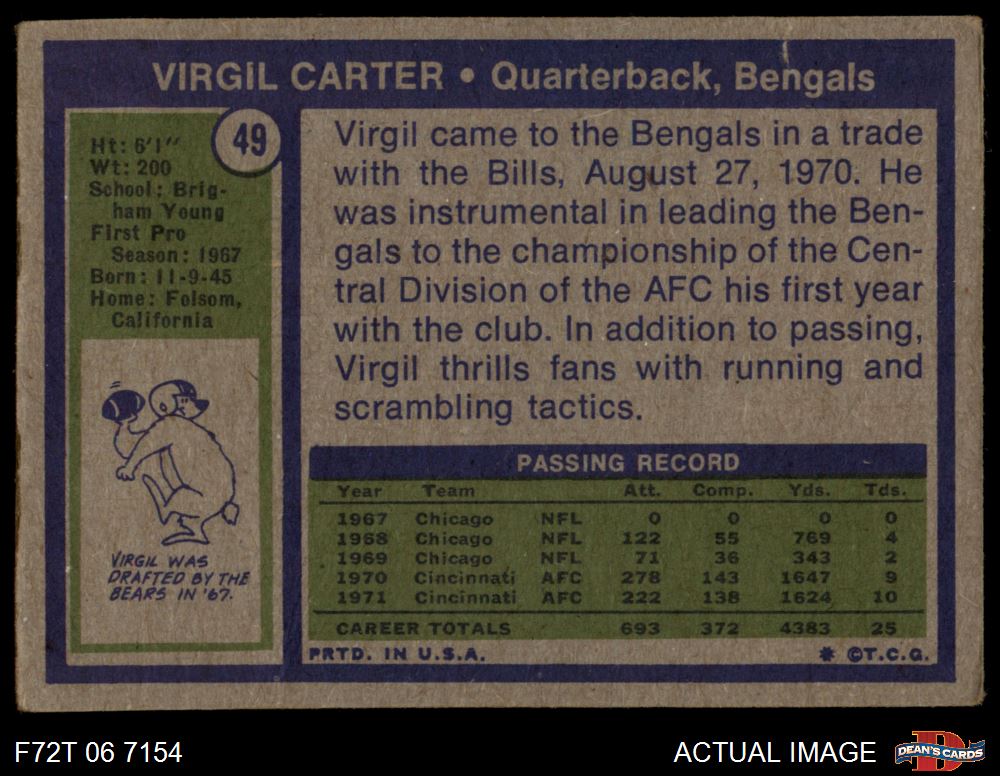 VIRGIL CARTER • Quarterback, Bengals
49
Ht: 6'1"
Wt: 200
School: Brig-
ham Young
First Pro
Season: 1967
Born: 11-9-45
Home: Folsom,
California
VIRGIL WAS
DRAFTED BY THE
BEARS IN '67.
Virgil came to the Bengals in a trade
with the Bills, August 27, 1970. He
was instrumental in leading the Ben-
gals to the championship of the Cen-
tral Division of the AFC his first year
with the club. In addition to passing,
Virgil thrills fans with running and
scrambling tactics.
PASSING RECORD
Year Team Att. Comp. Yds. Tds.
1967 Chicago NFL 0 0 0 0
1968 Chicago NFL 122 55 769 4
1969 Chicago NFL 71 36 343 2
1970 Cincinnati AFC 278 143 1647 9
1971 Cincinnati AFC 222 138 1624 10
CAREER TOTALS 693 372 4383 25
PRTD. IN U.S.A. * ©T.C.G.
F72T 06 7154
ACTUAL IMAGE
D
DEAN'S CARDS